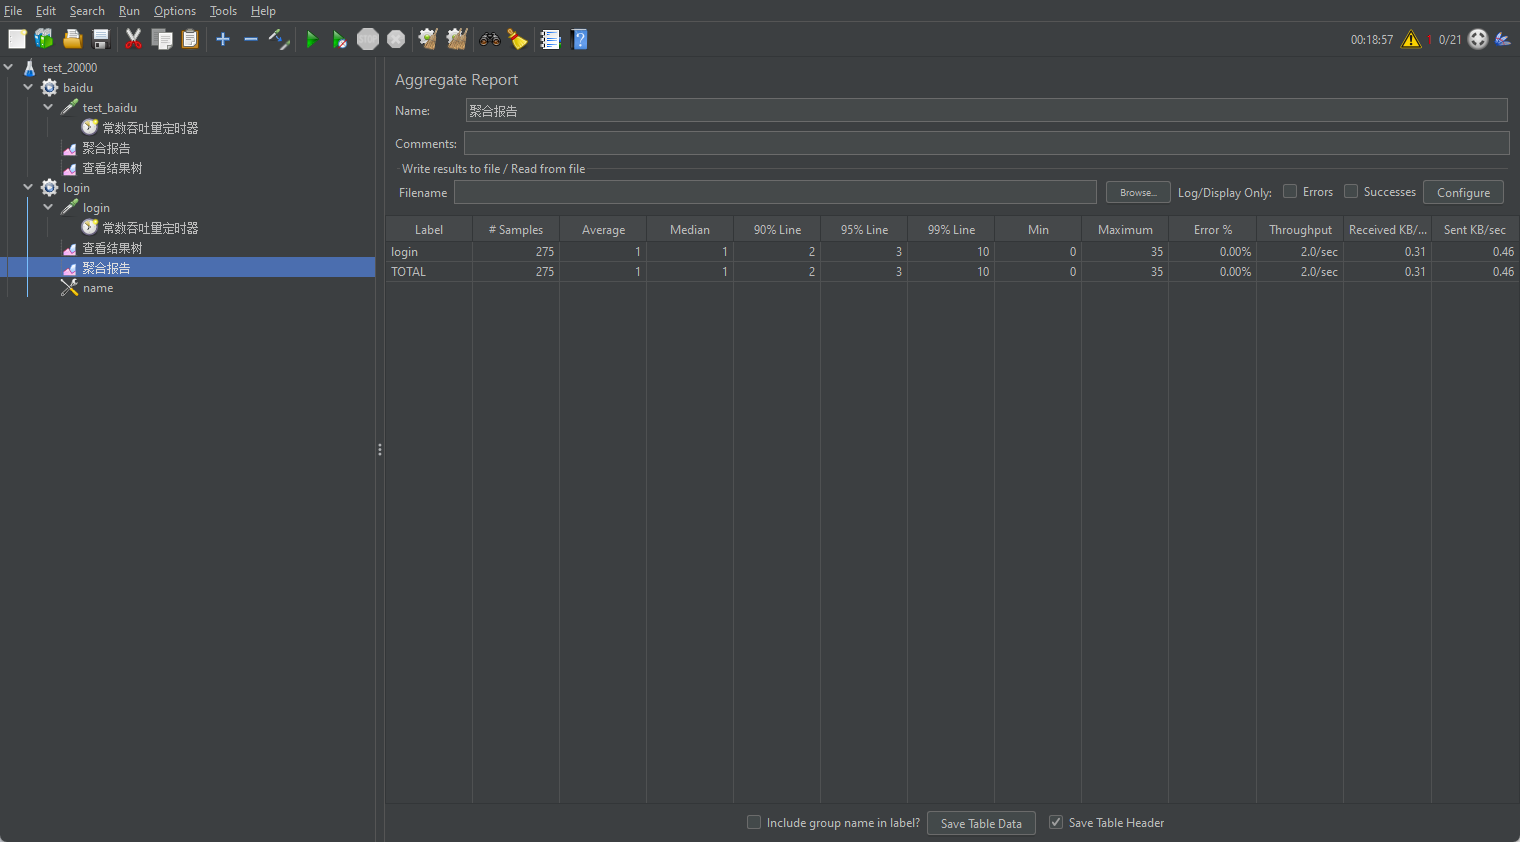 File Edit Search Run Options Tools Help
00:18:57 1 0/21
test_20000
baidu
test_baidu
常数吞吐量定时器
聚合报告
查看结果树
login
login
常数吞吐量定时器
查看结果树
聚合报告
name
Aggregate Report
Name: 聚合报告
Comments:
Write results to file / Read from file
Filename Browse... Log/Display Only: Errors Successes Configure
Label # Samples Average Median 90% Line 95% Line 99% Line Min Maximum Error % Throughput Received KB/... Sent KB/sec
login 275 1 1 2 3 10 0 35 0.00% 2.0/sec 0.31 0.46
TOTAL 275 1 1 2 3 10 0 35 0.00% 2.0/sec 0.31 0.46
Include group name in label? Save Table Data Save Table Header